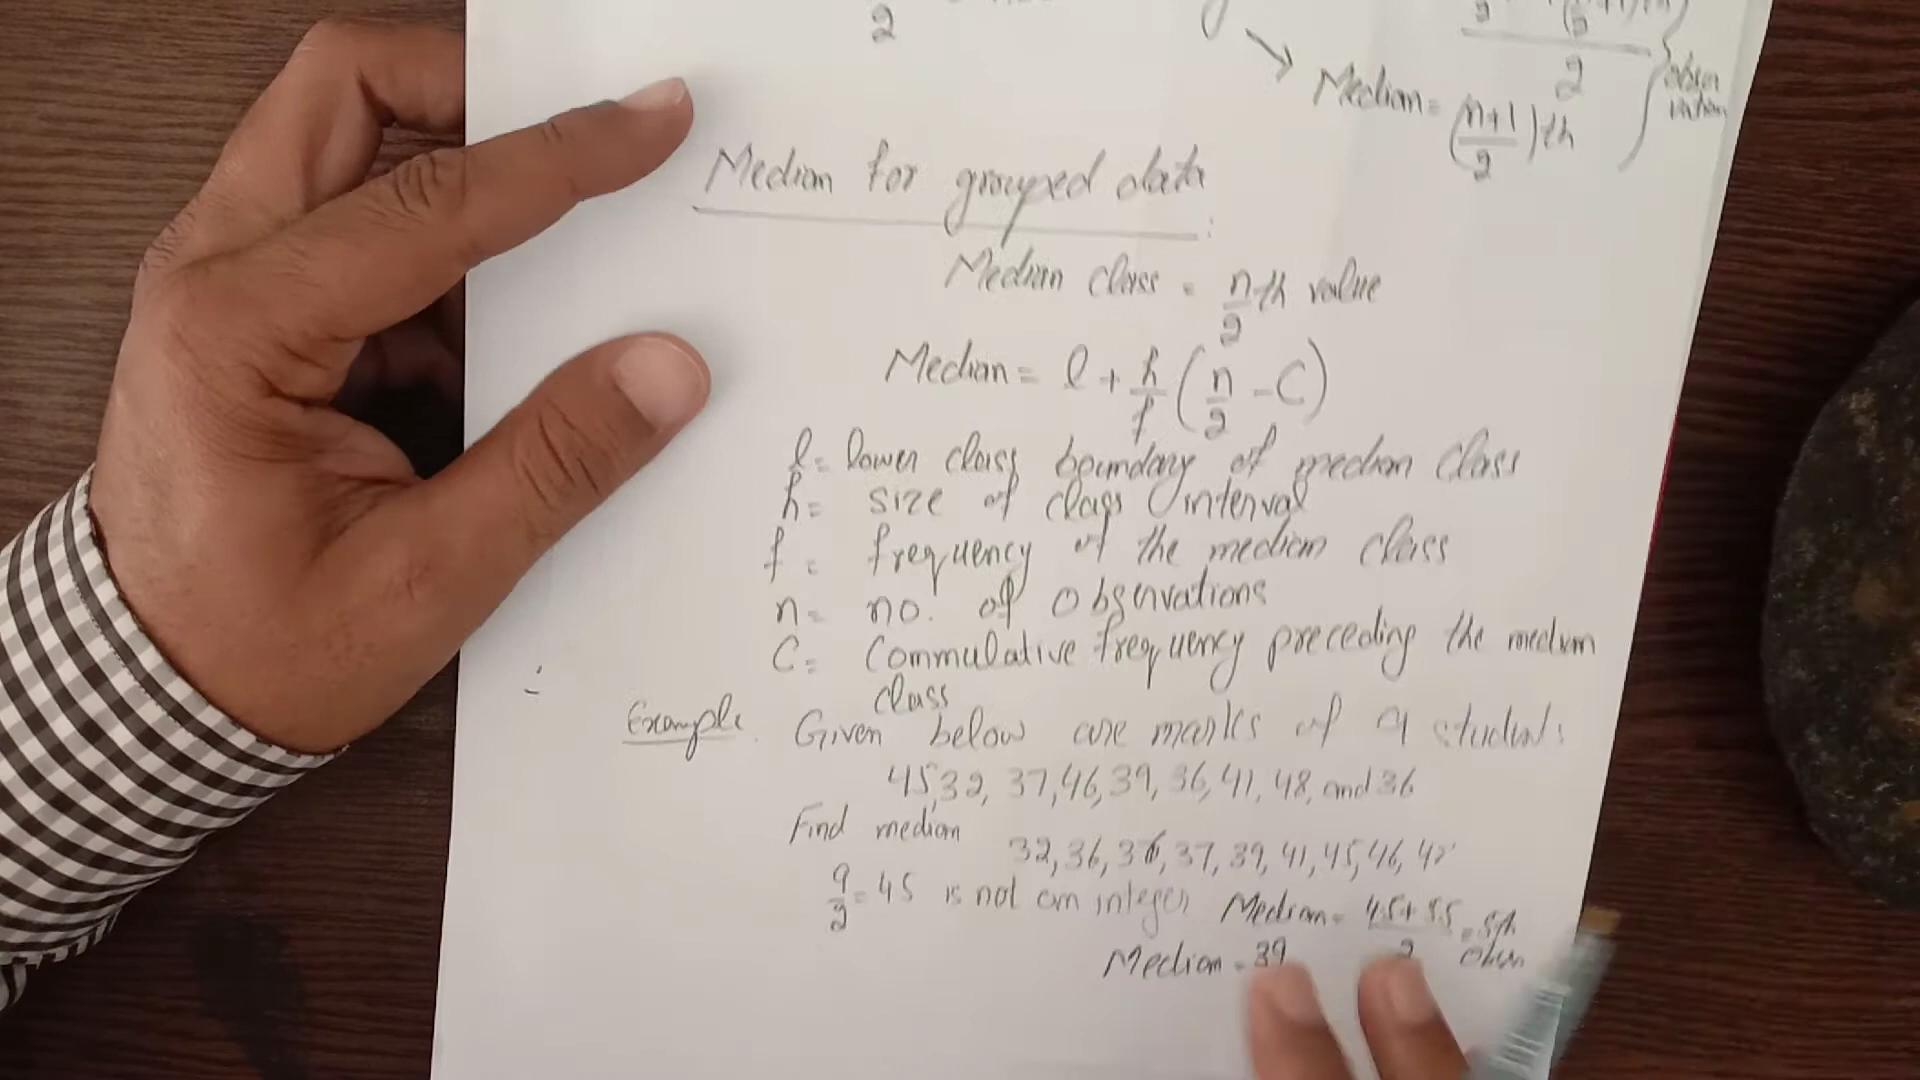 2
2
observation
Median = (n+1/2)th
Median for grouped data :
Median class = n/2 th value
Median = l + h/f (n/2 - C)
l = lower class boundary of median class
h = size of class interval
f = frequency of the median class
n = no. of observations
C = Commulative frequency preceding the median
class
Example. Given below are marks of 9 students
45, 32, 37, 46, 39, 36, 41, 48, and 36
Find median
32, 36, 36, 37, 39, 41, 45, 46, 48
9/2 = 4.5 is not an integer Median = 4.5+5.5/2 = 5th
Median = 39 obser